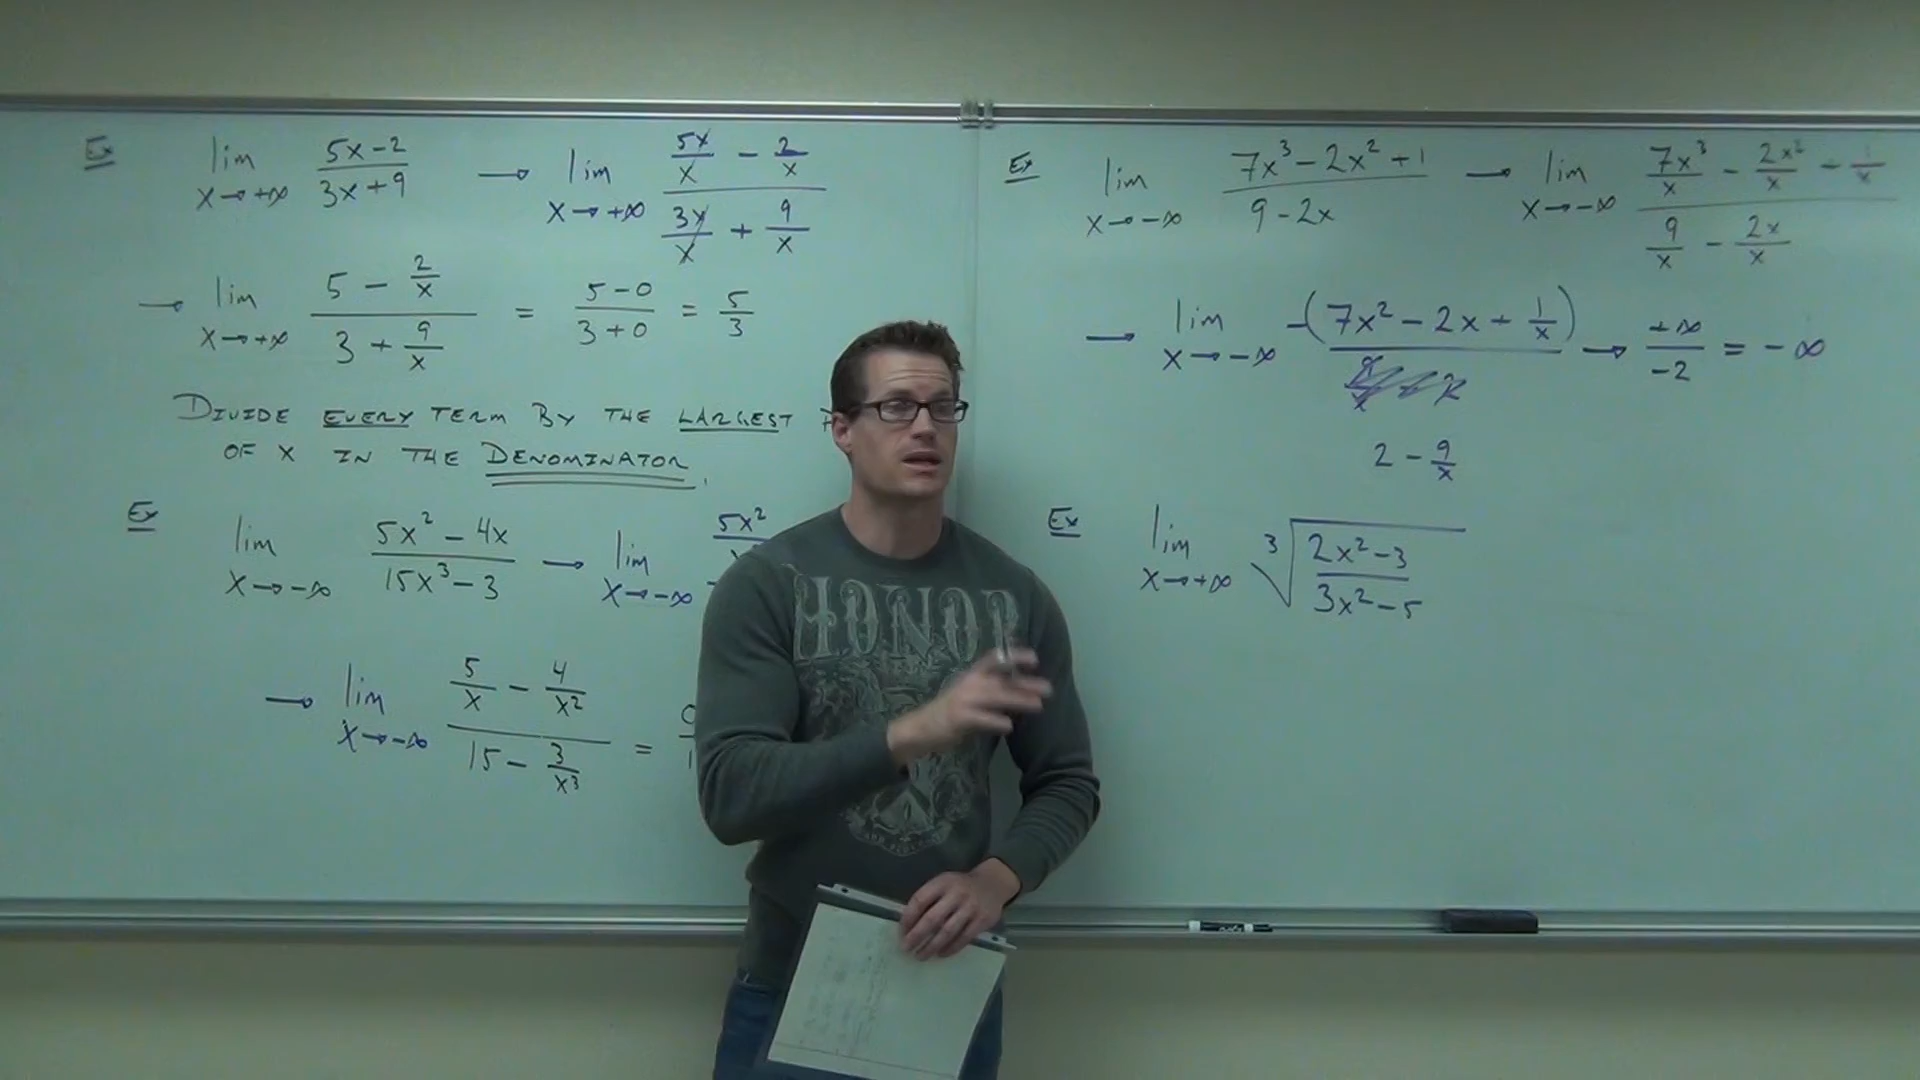 Ex lim x→+∞ (5x-2)/(3x+9) → lim x→+∞ (5x/x - 2/x)/(3x/x + 9/x)
→ lim x→+∞ (5 - 2/x)/(3 + 9/x) = (5-0)/(3+0) = 5/3
DIVIDE EVERY TERM BY THE LARGEST
OF X IN THE DENOMINATOR.
Ex lim x→-∞ (5x² - 4x)/(15x³ - 3) → lim x→-∞ 5x²
→ lim x→-∞ (5/x - 4/x²)/(15 - 3/x³) =
Ex lim x→-∞ (7x³ - 2x² + 1)/(9 - 2x) → lim x→-∞ (7x³/x - 2x²/x - 1/x)/(9/x - 2x/x)
→ lim x→-∞ -(7x² - 2x + 1/x) → +∞/-2 = -∞
2 - 9/x
Ex lim x→+∞ ³√((2x²-3)/(3x²-5))
HONOR